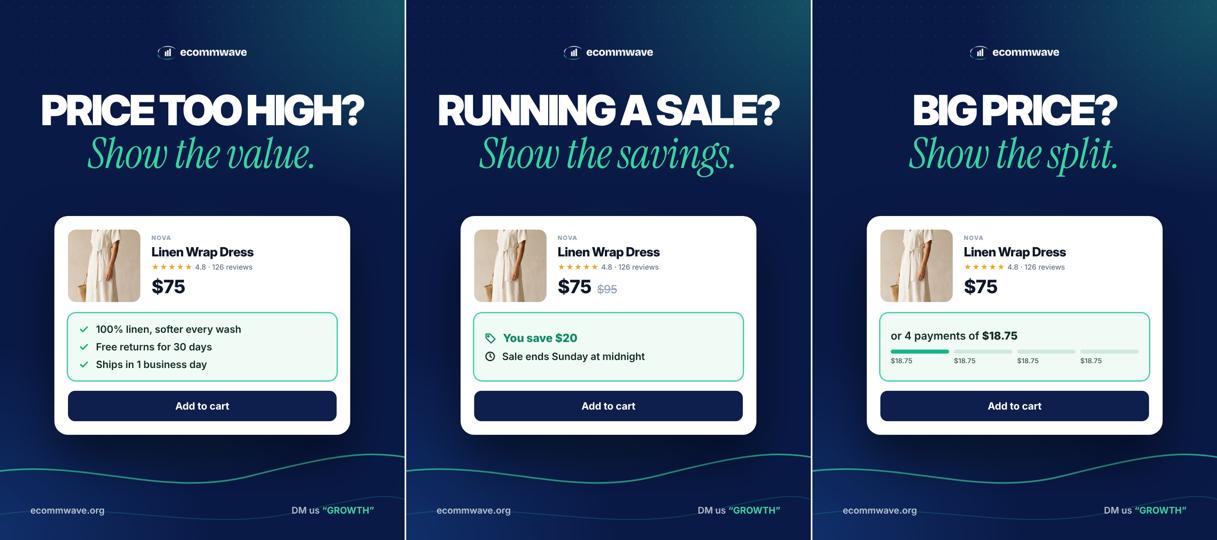 ecommwave
PRICE TOO HIGH?
Show the value.
NOVA
Linen Wrap Dress
★★★★★ 4.8 · 126 reviews
$75
100% linen, softer every wash
Free returns for 30 days
Ships in 1 business day
Add to cart
ecommwave.org
DM us “GROWTH”
ecommwave
RUNNING A SALE?
Show the savings.
NOVA
Linen Wrap Dress
★★★★★ 4.8 · 126 reviews
$75 $95
You save $20
Sale ends Sunday at midnight
Add to cart
ecommwave.org
DM us “GROWTH”
ecommwave
BIG PRICE?
Show the split.
NOVA
Linen Wrap Dress
★★★★★ 4.8 · 126 reviews
$75
or 4 payments of $18.75
$18.75 $18.75 $18.75 $18.75
Add to cart
ecommwave.org
DM us “GROWTH”